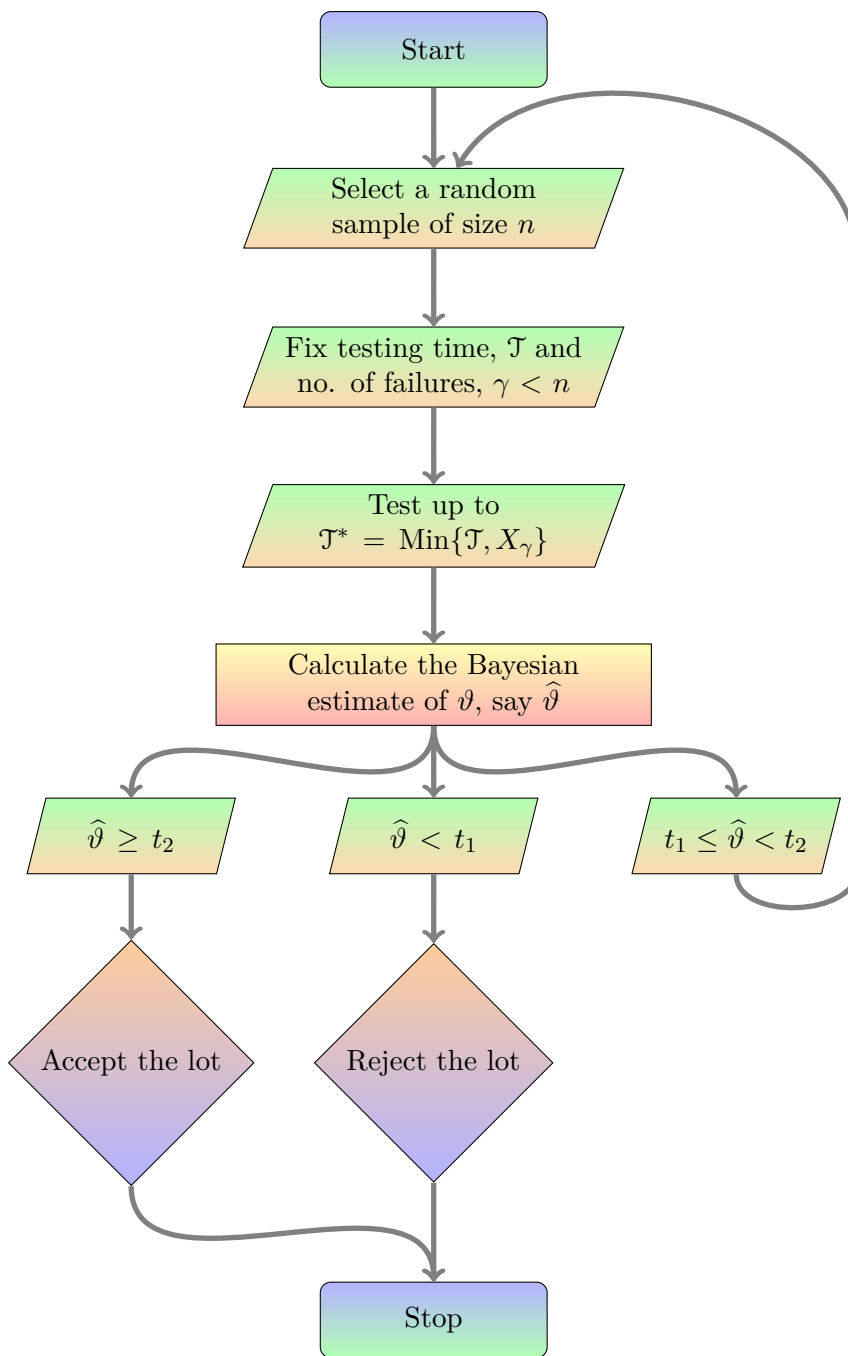 Start
Select a random
sample of size n
Fix testing time, 𝒯 and
no. of failures, γ < n
Test up to
𝒯* = Min{𝒯, X_γ}
Calculate the Bayesian
estimate of ϑ, say ϑ̂
ϑ̂ ≥ t₂
ϑ̂ < t₁
t₁ ≤ ϑ̂ < t₂
Accept the lot
Reject the lot
Stop